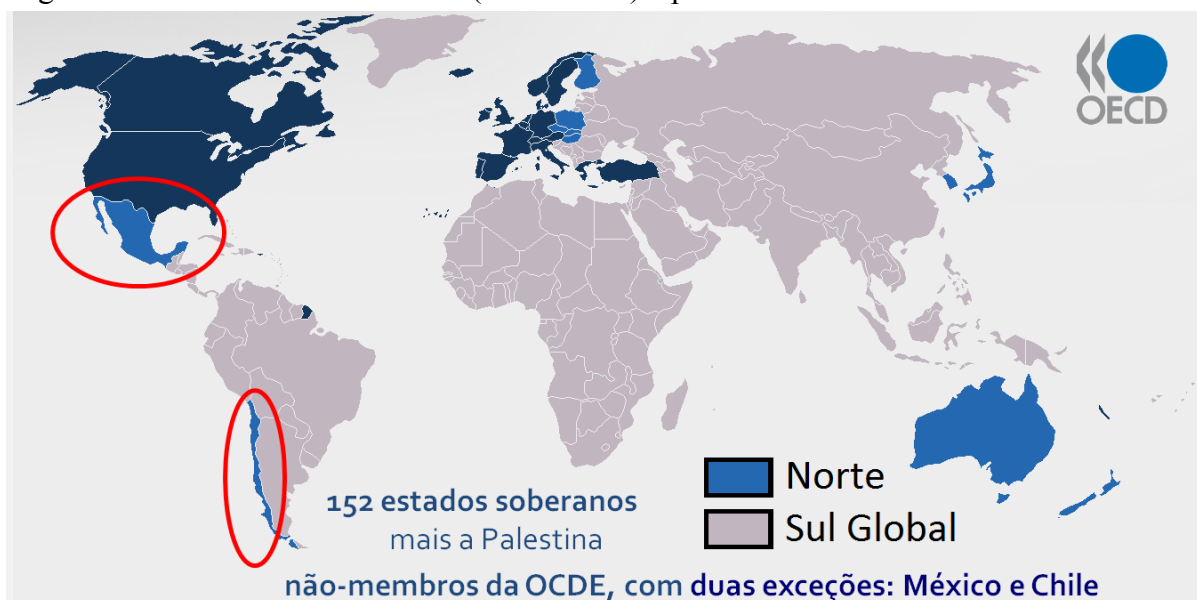 OECD
Norte
Sul Global
152 estados soberanos
mais a Palestina
não-membros da OCDE, com duas exceções: México e Chile